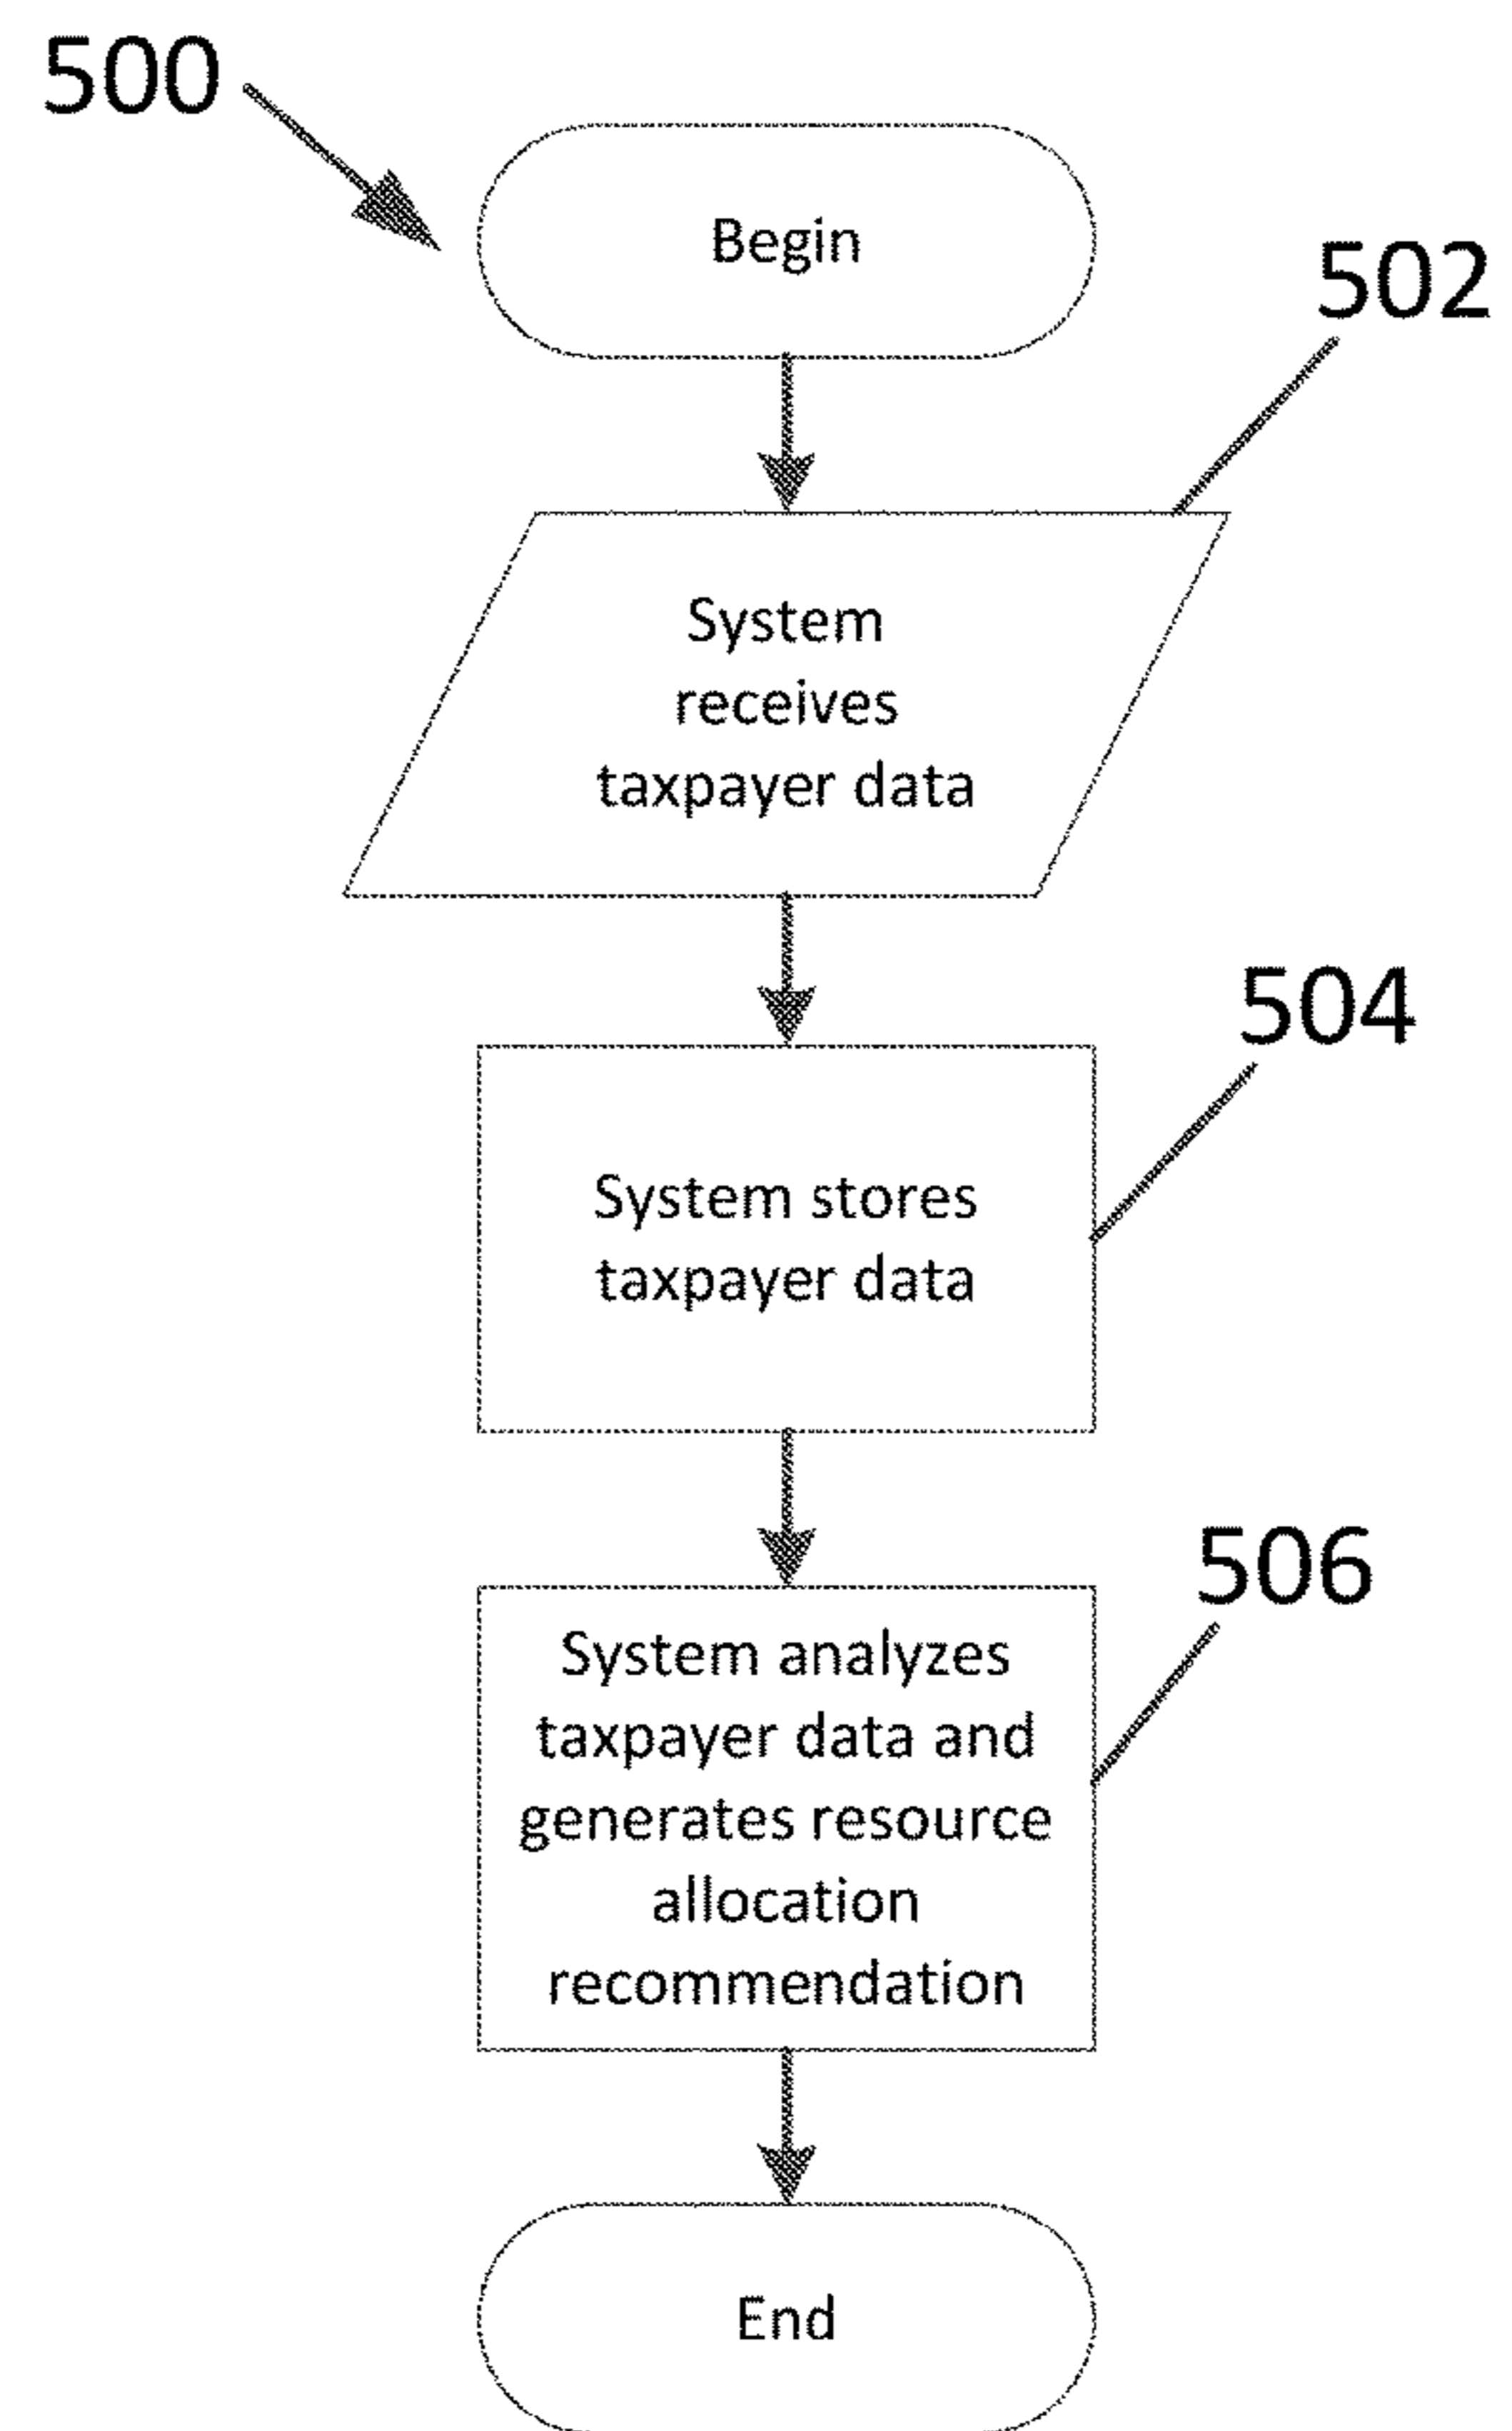 500
Begin
502
System
receives
taxpayer data
504
System stores
taxpayer data
506
System analyzes
taxpayer data and
generates resource
allocation
recommendation
End